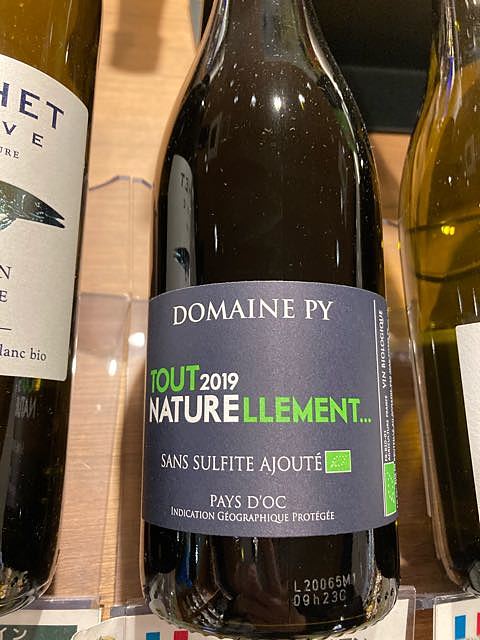 HET
VE
URE
N
E
lanc bio
DOMAINE PY
TOUT 2019
NATURELLEMENT...
SANS SULFITE AJOUTÉ
PAYS D'OC
INDICATION GÉOGRAPHIQUE PROTÉGÉE
VIN BIOLOGIQUE
L20065M1
09h23C